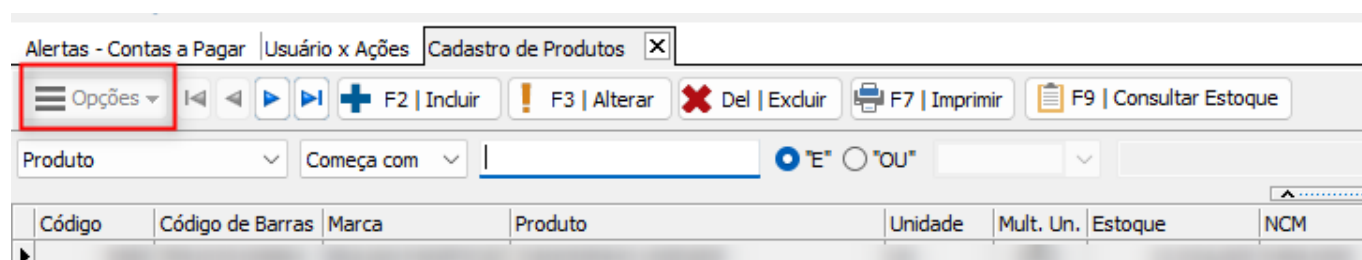 Alertas - Contas a Pagar Usuário x Ações Cadastro de Produtos
Opções F2 | Incluir F3 | Alterar Del | Excluir F7 | Imprimir F9 | Consultar Estoque
Produto Começa com "E" "OU"
Código Código de Barras Marca Produto Unidade Mult. Un. Estoque NCM